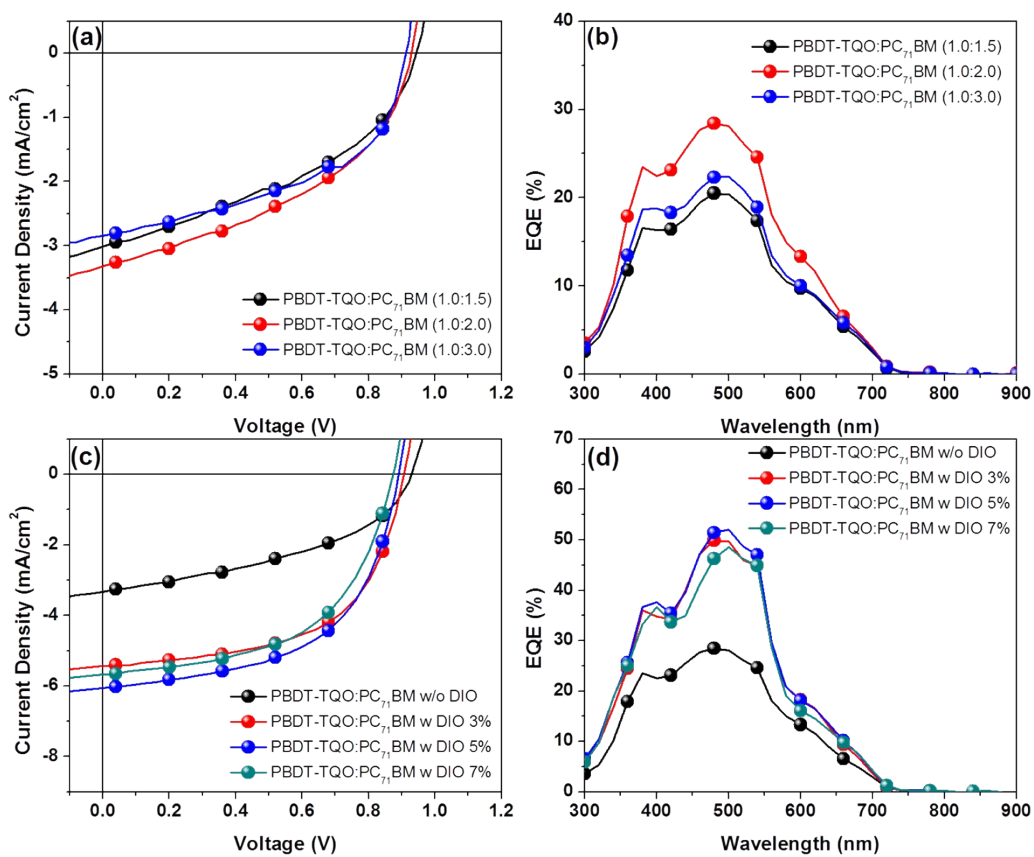 (a)
0
-1
-2
-3
-4
-5
Current Density (mA/cm²)
PBDT-TQO:PC₇₁BM (1.0:1.5)
PBDT-TQO:PC₇₁BM (1.0:2.0)
PBDT-TQO:PC₇₁BM (1.0:3.0)
0.0 0.2 0.4 0.6 0.8 1.0 1.2
Voltage (V)
(b)
40
30
20
10
0
EQE (%)
PBDT-TQO:PC₇₁BM (1.0:1.5)
PBDT-TQO:PC₇₁BM (1.0:2.0)
PBDT-TQO:PC₇₁BM (1.0:3.0)
300 400 500 600 700 800 900
Wavelength (nm)
(c)
0
-2
-4
-6
-8
Current Density (mA/cm²)
PBDT-TQO:PC₇₁BM w/o DIO
PBDT-TQO:PC₇₁BM w DIO 3%
PBDT-TQO:PC₇₁BM w DIO 5%
PBDT-TQO:PC₇₁BM w DIO 7%
0.0 0.2 0.4 0.6 0.8 1.0 1.2
Voltage (V)
(d)
70
60
50
40
30
20
10
0
EQE (%)
PBDT-TQO:PC₇₁BM w/o DIO
PBDT-TQO:PC₇₁BM w DIO 3%
PBDT-TQO:PC₇₁BM w DIO 5%
PBDT-TQO:PC₇₁BM w DIO 7%
300 400 500 600 700 800 900
Wavelength (nm)